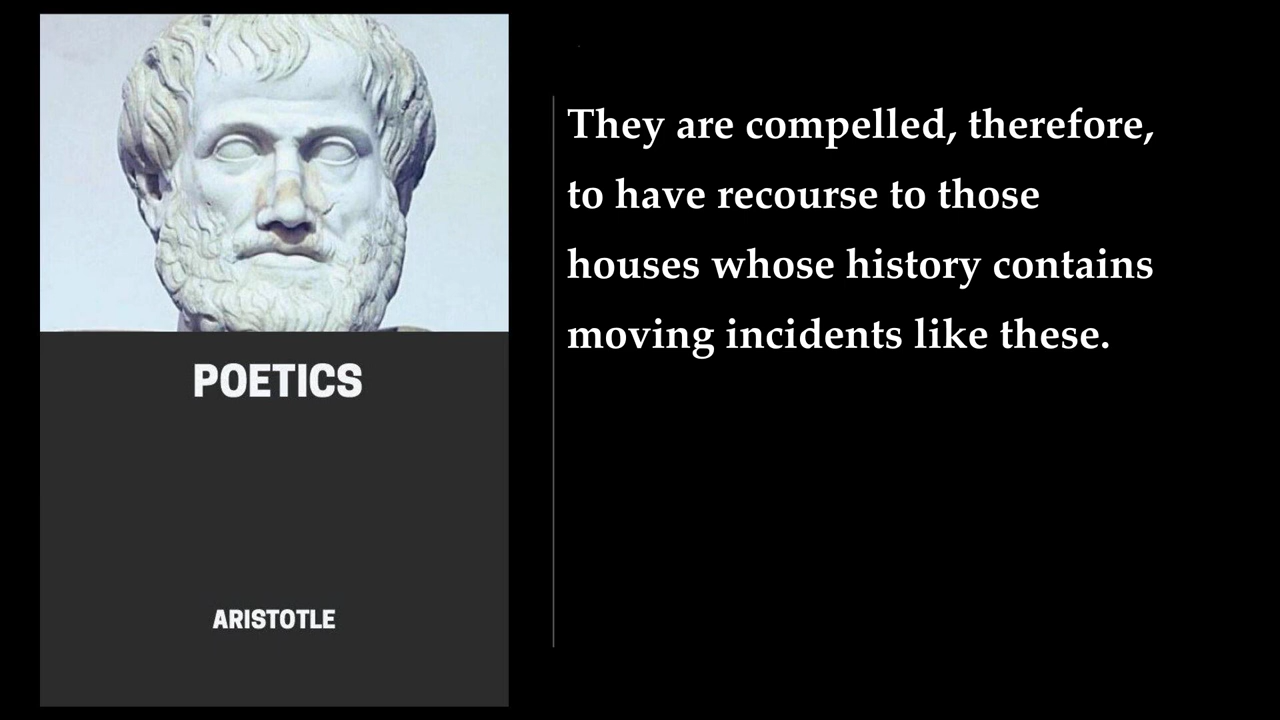 POETICS
ARISTOTLE
They are compelled, therefore,
to have recourse to those
houses whose history contains
moving incidents like these.